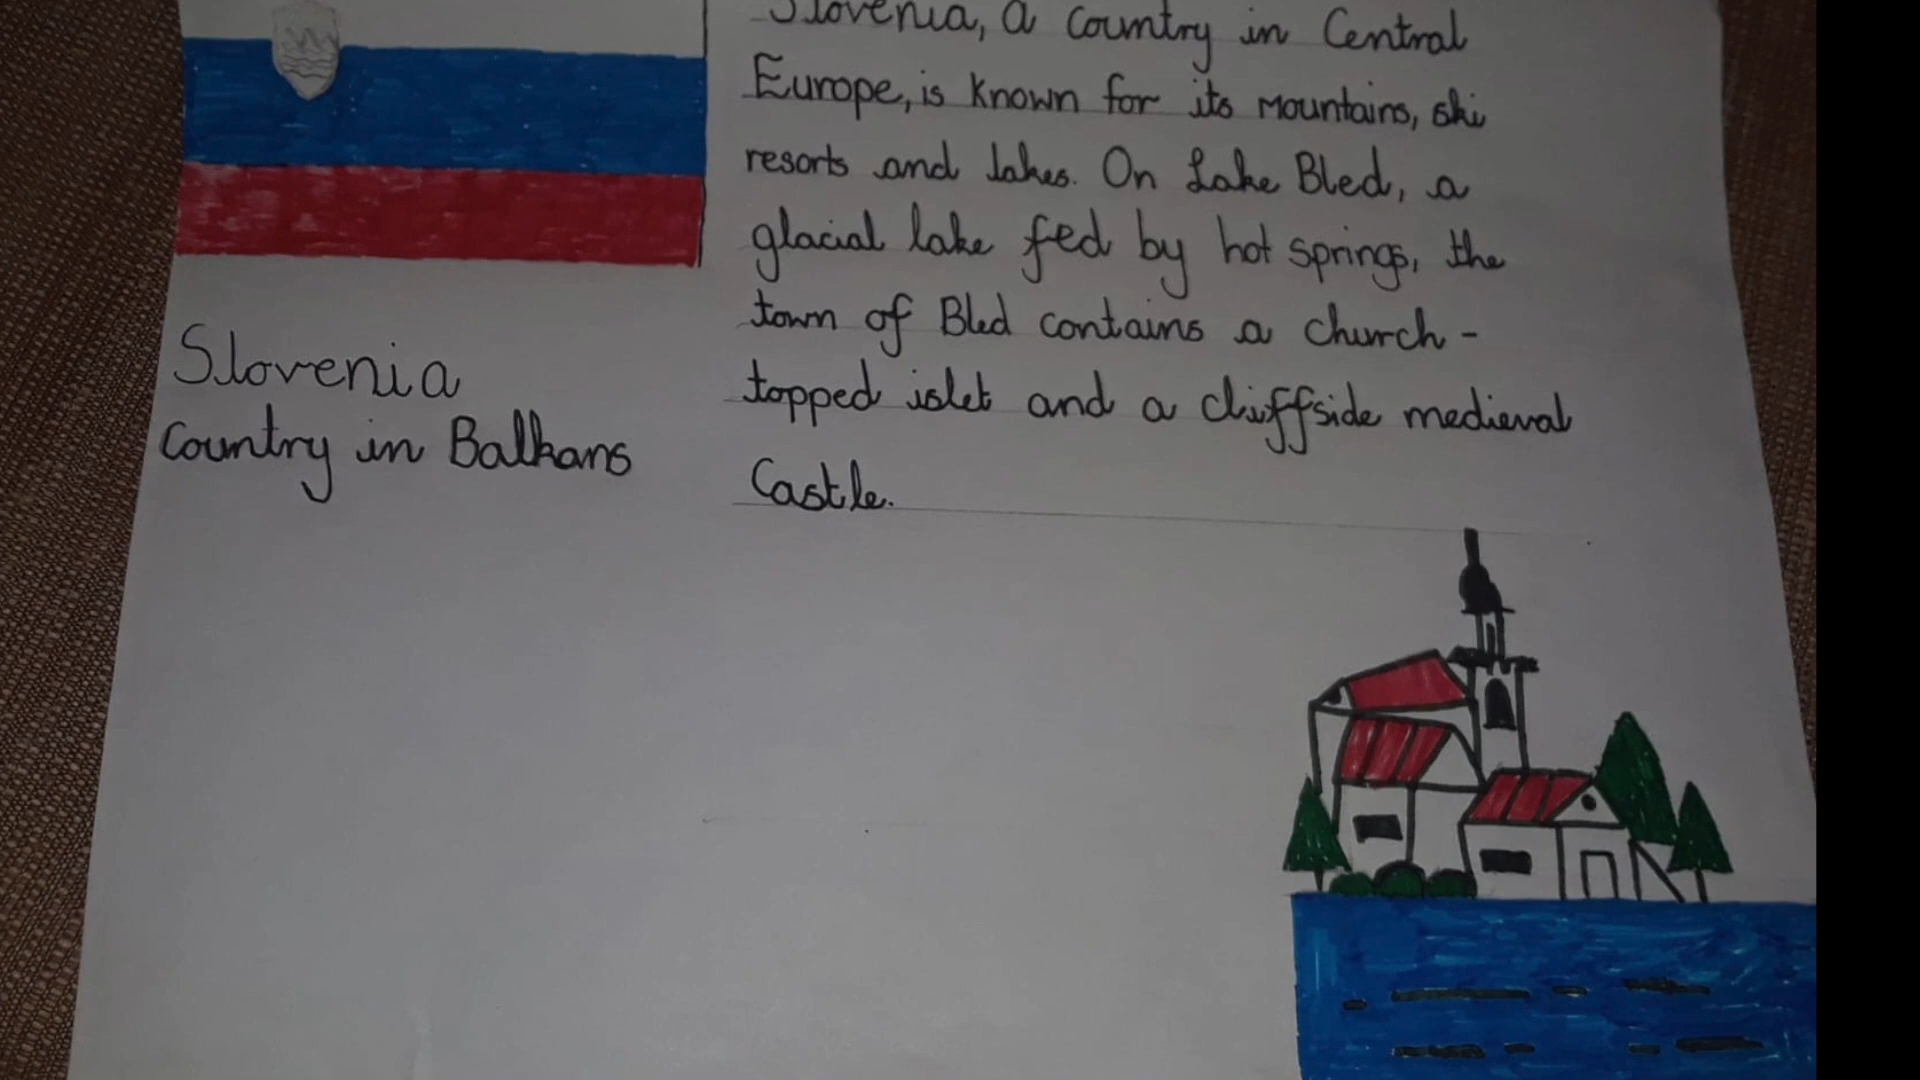 Slovenia
Country in Balkans
Slovenia, a country in Central
Europe, is known for its mountains, ski
resorts and lakes. On Lake Bled, a
glacial lake fed by hot springs, the
town of Bled contains a church-
topped islet and a cliffside medieval
Castle.